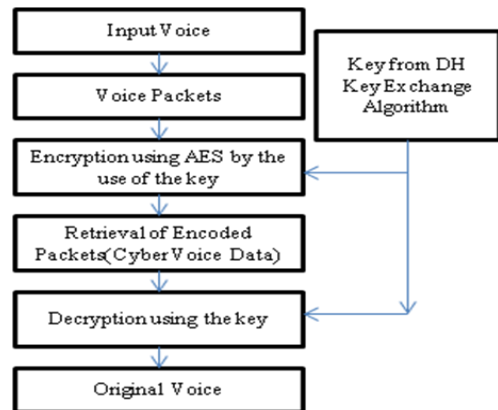 Input Voice
Voice Packets
Key from DH
Key Exchange
Algorithm
Encryption using AES by the
use of the key
Retrieval of Encoded
Packets(Cyber Voice Data)
Decryption using the key
Original Voice